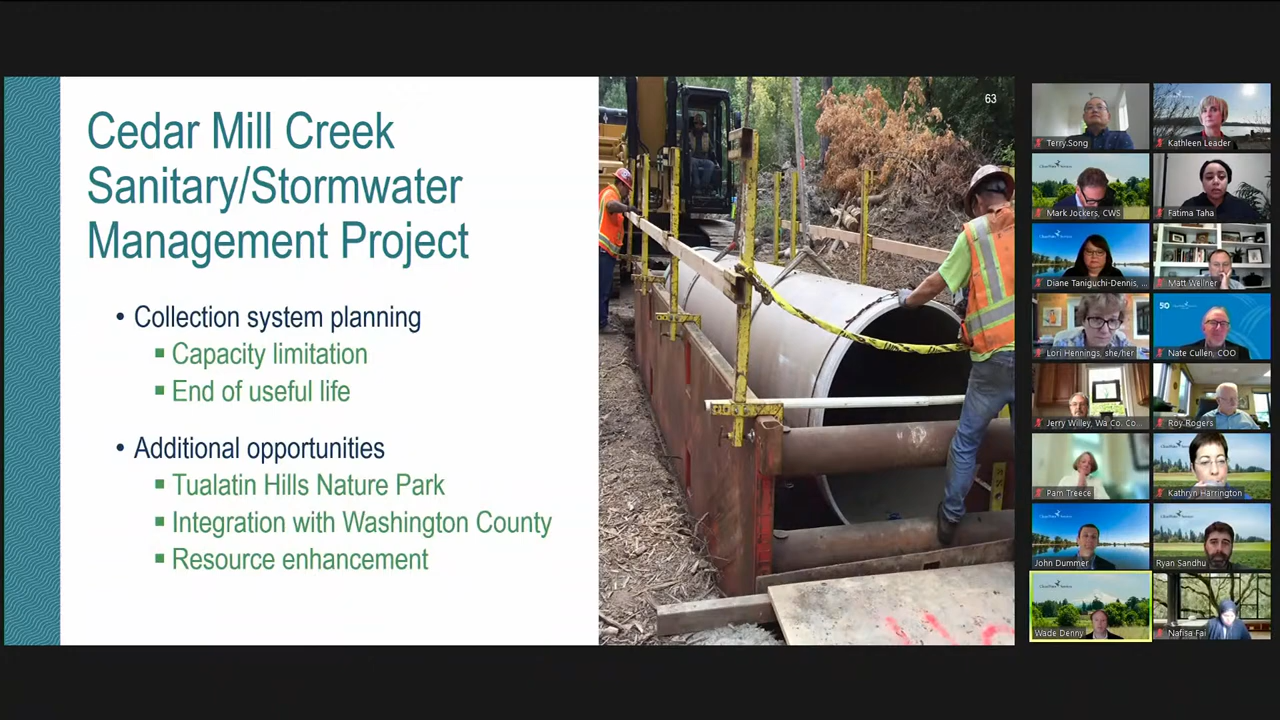 63
Cedar Mill Creek
Sanitary/Stormwater
Management Project
• Collection system planning
▪ Capacity limitation
▪ End of useful life
• Additional opportunities
▪ Tualatin Hills Nature Park
▪ Integration with Washington County
▪ Resource enhancement
Terry.Song
Kathleen Leader
Mark Jockers, CWS
Fatima Taha
Diane Taniguchi-Dennis, ...
Matt Wellner
Lori Hennings, she/her
50
Nate Cullen, COO
Jerry Willey, Wa Co. Co...
Roy Rogers
Pam Treece
Kathryn Harrington
John Dummer
Ryan Sandhu
Wade Denny
Nafisa Fai